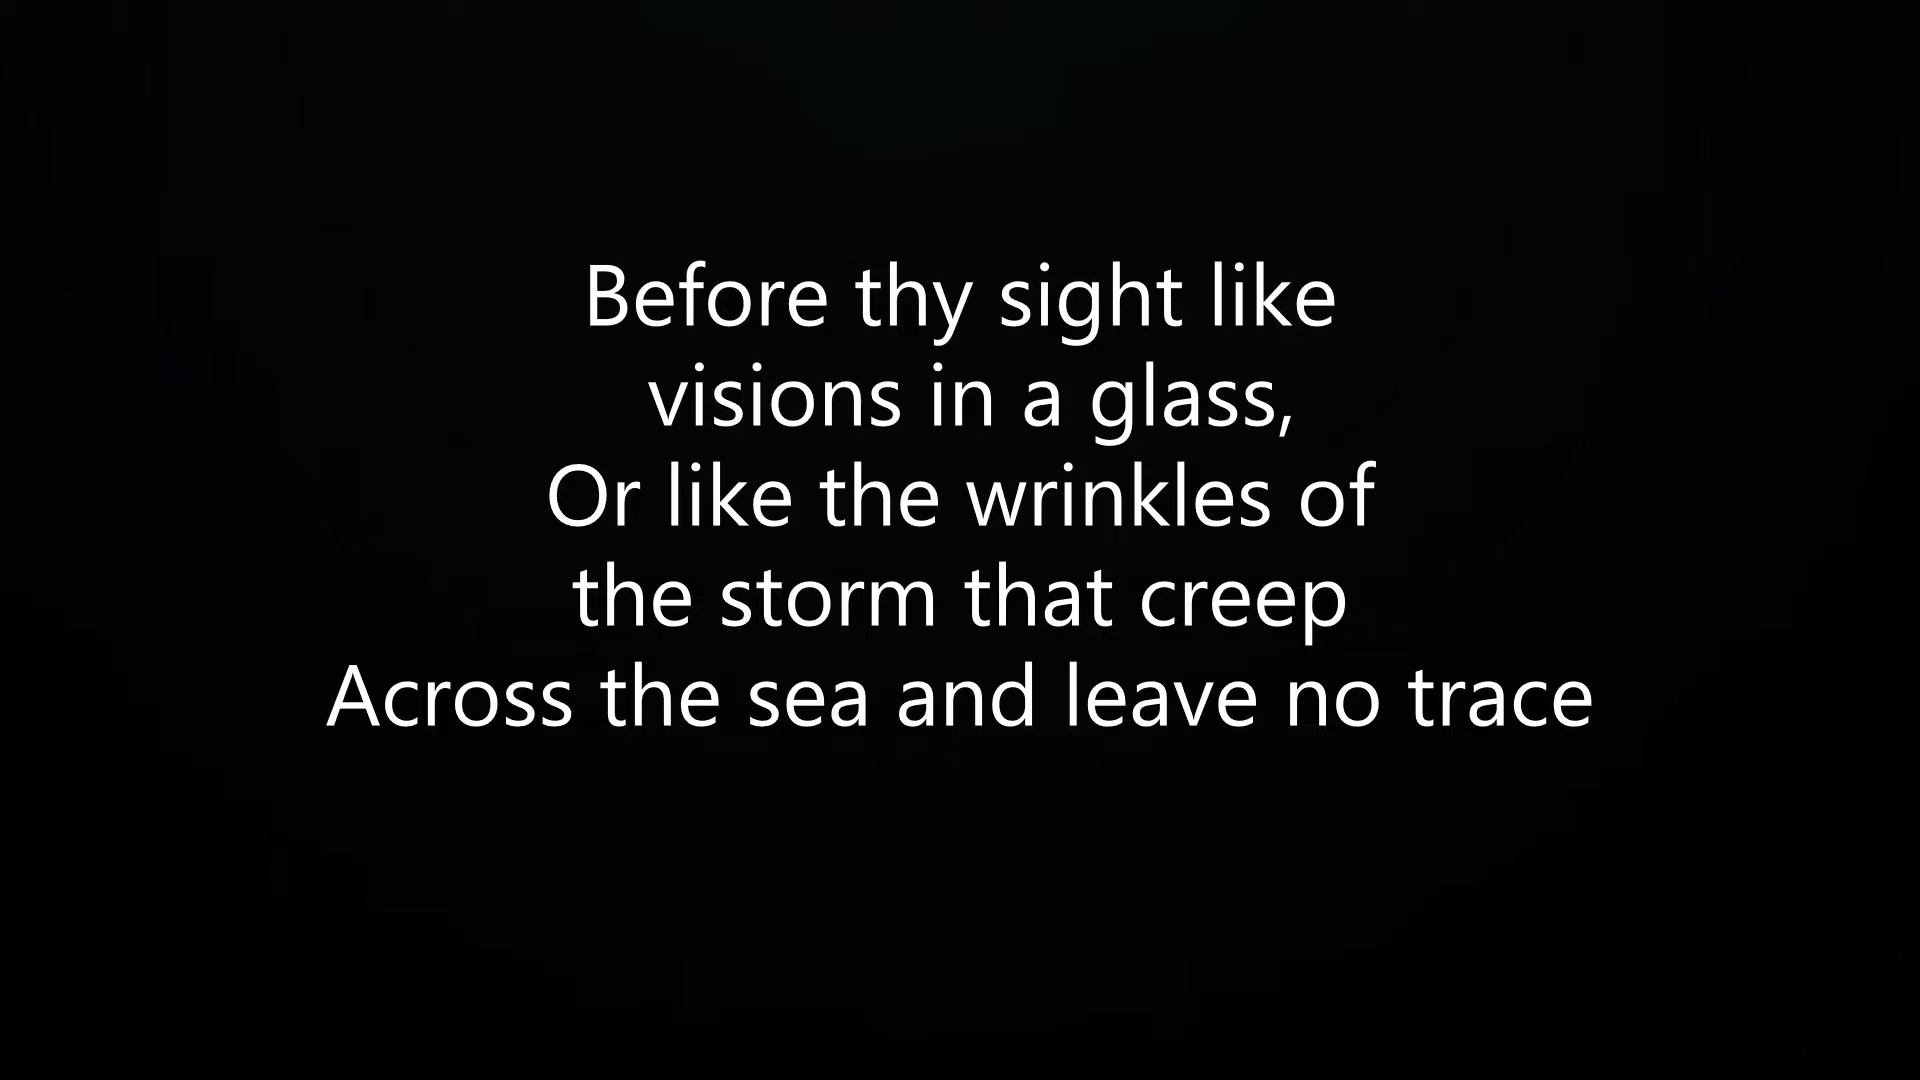 Before thy sight like
visions in a glass,
Or like the wrinkles of
the storm that creep
Across the sea and leave no trace